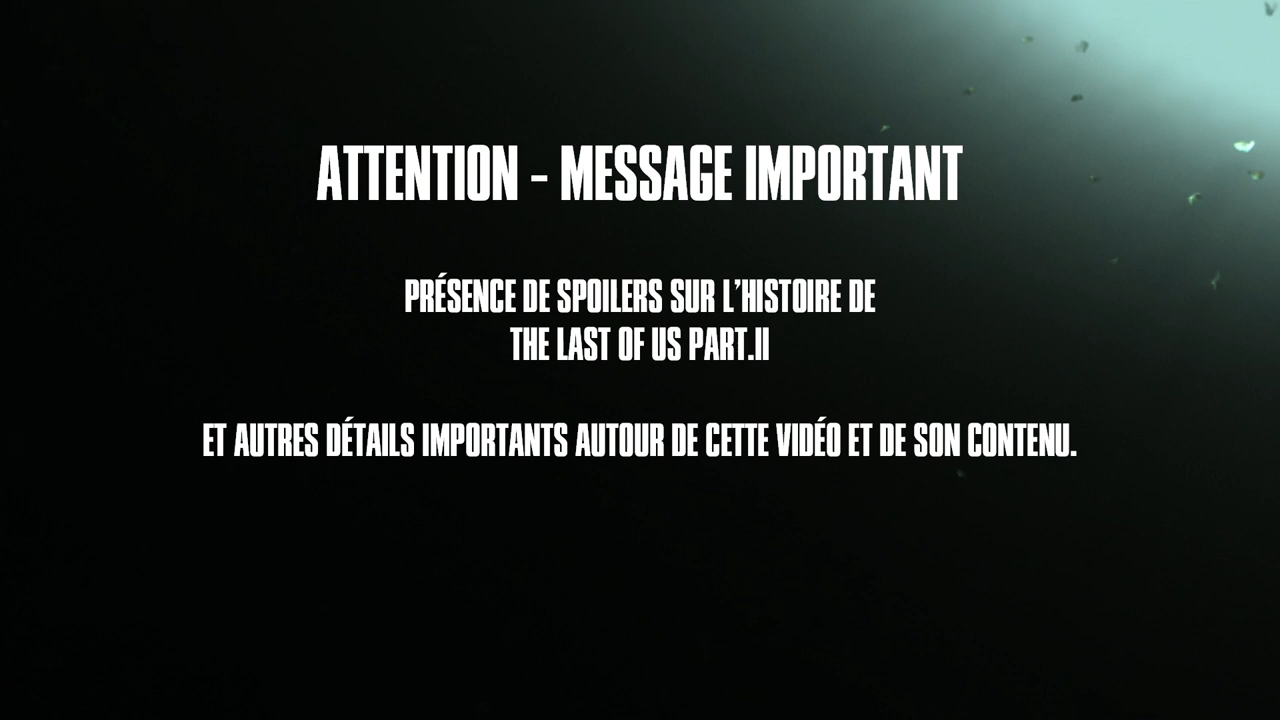 ATTENTION - MESSAGE IMPORTANT
PRÉSENCE DE SPOILERS SUR L'HISTOIRE DE
THE LAST OF US PART.II
ET AUTRES DÉTAILS IMPORTANTS AUTOUR DE CETTE VIDÉO ET DE SON CONTENU.